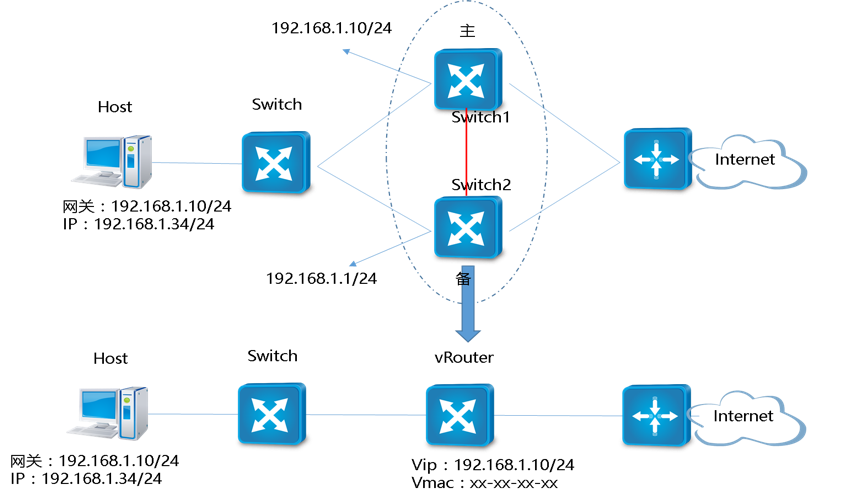 192.168.1.10/24
主
Host
Switch
Switch1
Internet
Switch2
网关：192.168.1.10/24
IP：192.168.1.34/24
192.168.1.1/24
备
Host
Switch
vRouter
Internet
网关：192.168.1.10/24
IP：192.168.1.34/24
Vip：192.168.1.10/24
Vmac：xx-xx-xx-xx